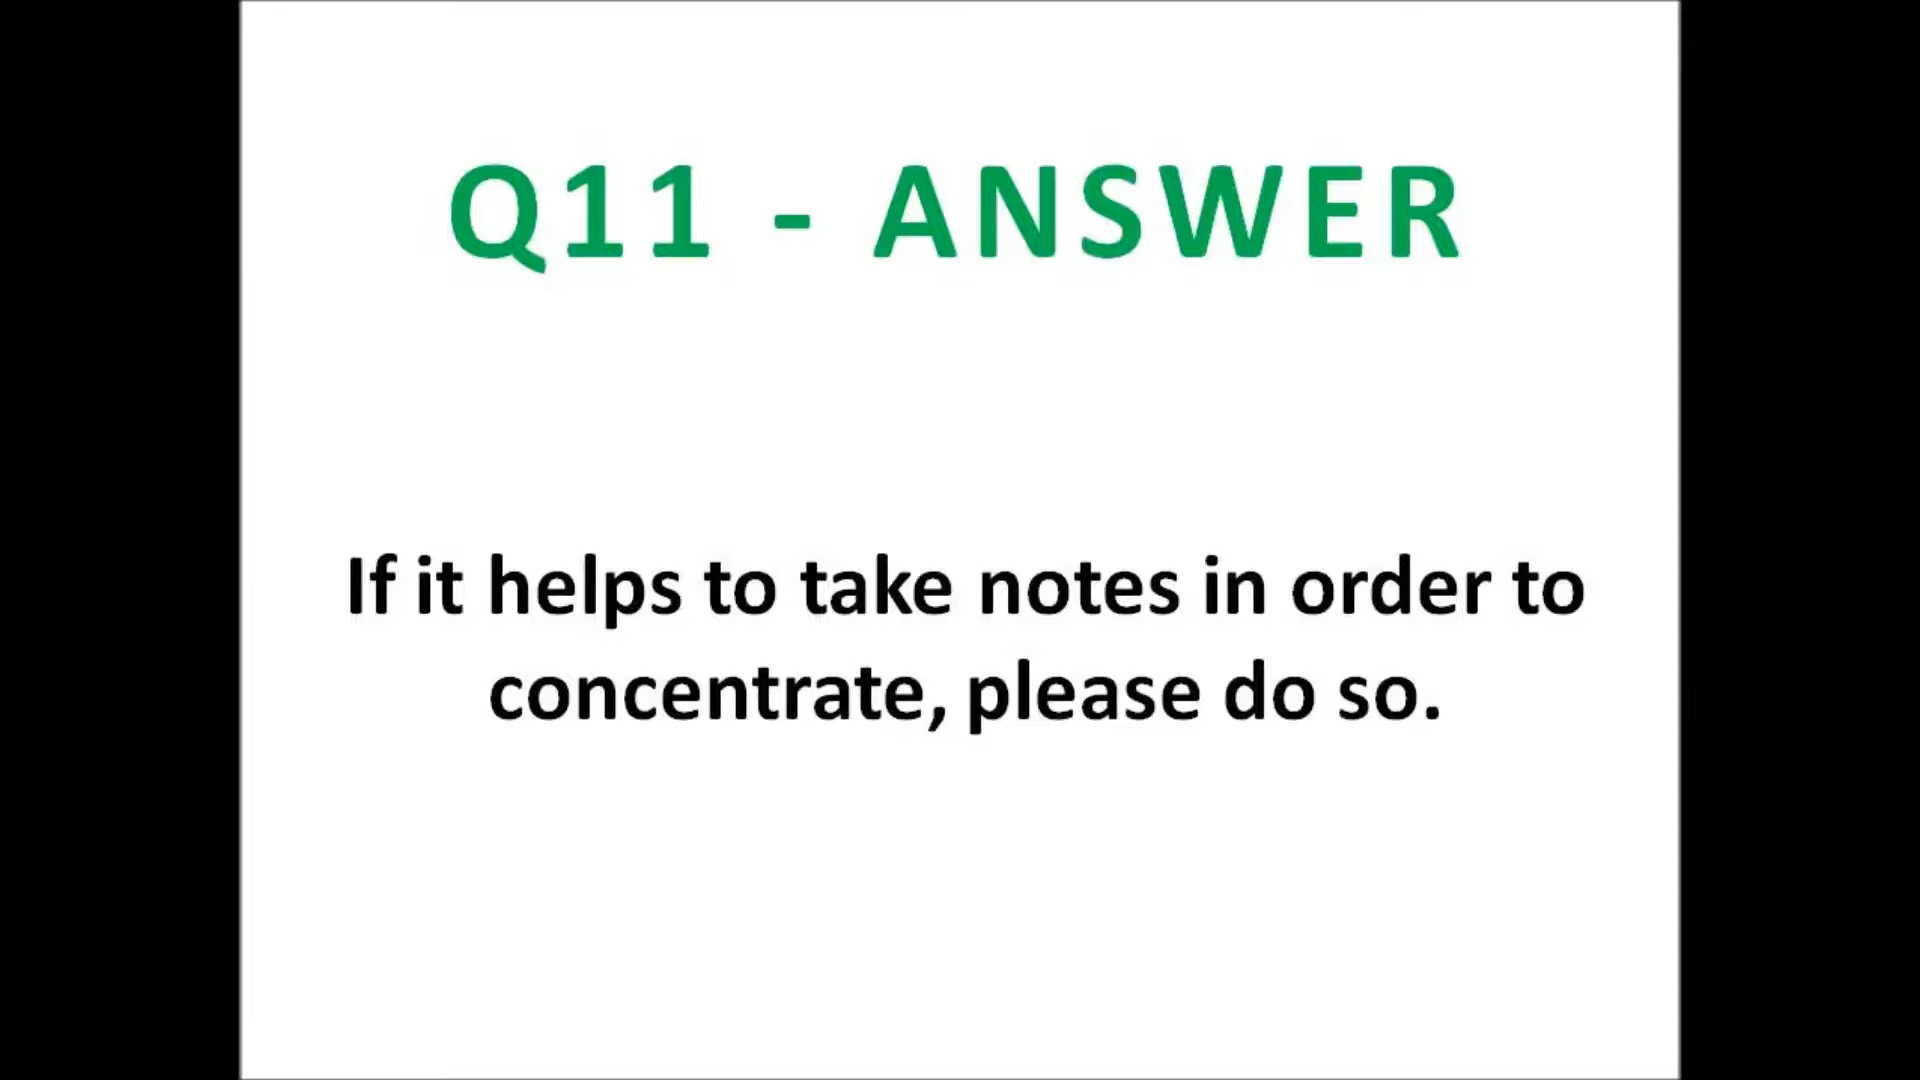 Q11 - ANSWER
If it helps to take notes in order to
concentrate, please do so.